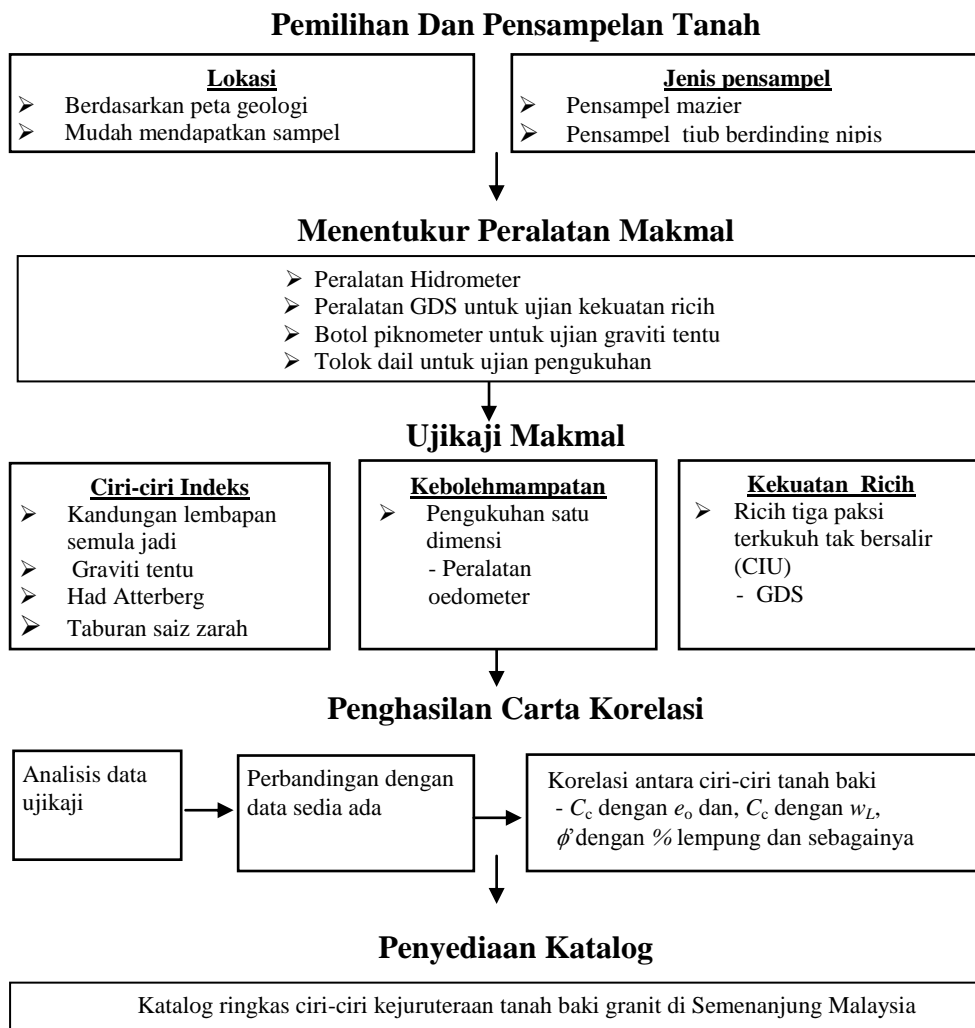 Pemilihan Dan Pensampelan Tanah
Lokasi
➢ Berdasarkan peta geologi
➢ Mudah mendapatkan sampel
Jenis pensampel
➢ Pensampel mazier
➢ Pensampel tiub berdinding nipis
Menentukur Peralatan Makmal
➢ Peralatan Hidrometer
➢ Peralatan GDS untuk ujian kekuatan ricih
➢ Botol piknometer untuk ujian graviti tentu
➢ Tolok dail untuk ujian pengukuhan
Ujikaji Makmal
Ciri-ciri Indeks
➢ Kandungan lembapan
semula jadi
➢ Graviti tentu
➢ Had Atterberg
➢ Taburan saiz zarah
Kebolehmampatan
➢ Pengukuhan satu
dimensi
- Peralatan
oedometer
Kekuatan Ricih
➢ Ricih tiga paksi
terkukuh tak bersalir
(CIU)
- GDS
Penghasilan Carta Korelasi
Analisis data
ujikaji
Perbandingan dengan
data sedia ada
Korelasi antara ciri-ciri tanah baki
- Cc dengan eo dan, Cc dengan wL,
ϕ' dengan % lempung dan sebagainya
Penyediaan Katalog
Katalog ringkas ciri-ciri kejuruteraan tanah baki granit di Semenanjung Malaysia